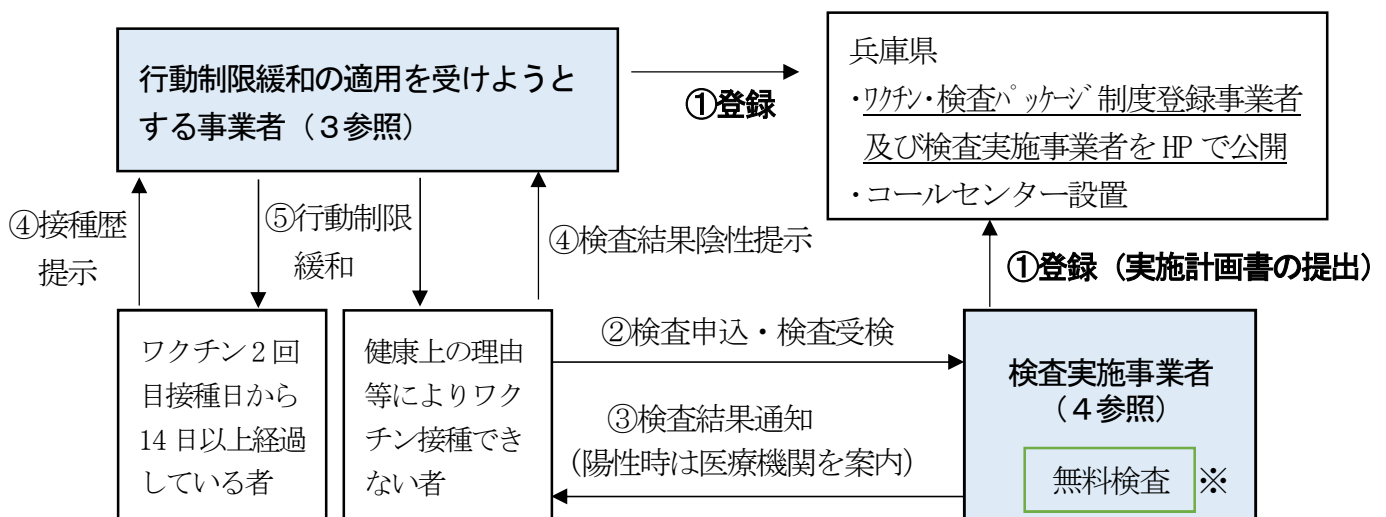 行動制限緩和の適用を受けようと
する事業者（３参照）
①登録
兵庫県
・ﾜｸﾁﾝ・検査ﾊﾟｯｹｰｼﾞ制度登録事業者
及び検査実施事業者を HP で公開
・コールセンター設置
④接種歴
提示
⑤行動制限
緩和
④検査結果陰性提示
①登録（実施計画書の提出）
ワクチン２回
目接種日から
14 日以上経過
している者
健康上の理由
等によりワク
チン接種でき
ない者
②検査申込・検査受検
③検査結果通知
（陽性時は医療機関を案内）
検査実施事業者
（４参照）
無料検査 ※